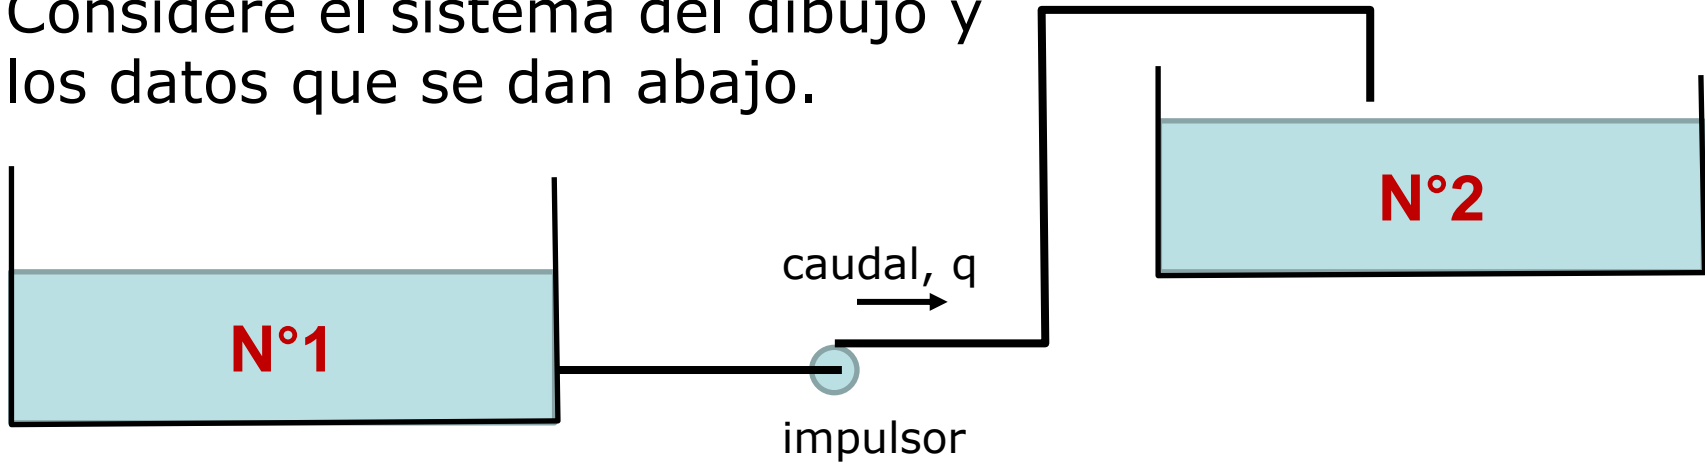 Considere el sistema del dibujo y
los datos que se dan abajo.
N°2
caudal, q
N°1
impulsor